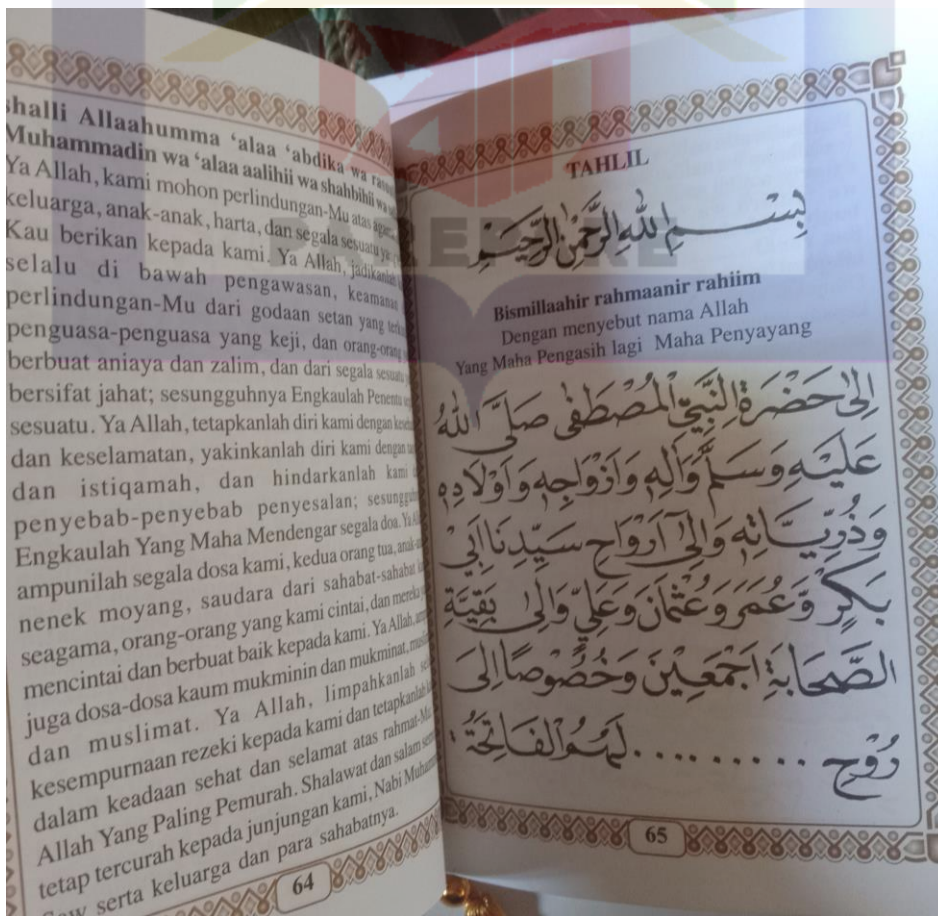 shalli Allaahumma ‘alaa ‘abdika wa
Muhammadin wa ‘alaa aalihii wa shahbihii wa
Ya Allah, kami mohon perlindungan-Mu atas
keluarga, anak-anak, harta, dan segala sesuatu
Kau berikan kepada kami. Ya Allah, jadikanlah
selalu di bawah pengawasan, keamanan
perlindungan-Mu dari godaan setan yang
penguasa-penguasa yang keji, dan orang-orang
berbuat aniaya dan zalim, dan dari segala sesuatu
bersifat jahat; sesungguhnya Engkaulah Penentu
sesuatu. Ya Allah, tetapkanlah diri kami dengan
dan keselamatan, yakinkanlah diri kami dengan
dan istiqamah, dan hindarkanlah kami
penyebab-penyebab penyesalan;
Engkaulah Yang Maha Mendengar segala doa.
ampunilah segala dosa kami, kedua orang tua,
nenek moyang, saudara dari sahabat-sahabat
seagama, orang-orang yang kami cintai, dan mereka
mencintai dan berbuat baik kepada kami. Ya Allah,
juga dosa-dosa kaum mukminin dan mukminat,
dan muslimat. Ya Allah, limpahkanlah
kesempurnaan rezeki kepada kami dan tetapkanlah
dalam keadaan sehat dan selamat atas rahmat-Mu
Allah Yang Paling Pemurah. Shalawat dan salam
tetap tercurah kepada junjungan kami, Nabi
Saw serta keluarga dan para sahabatnya.
64
TAHLIL
بِسْمِ اللهِ الرَّحْمٰنِ الرَّحِيْمِ
PAREPARE
Bismillaahir rahmaanir rahiim
Dengan menyebut nama Allah
Yang Maha Pengasih lagi Maha Penyayang
اِلٰى حَضْرَةِ النَّبِيِّ الْمُصْطَفٰى صَلَّى اللهُ
عَلَيْهِ وَسَلَّمَ وَآلِهِ وَاَزْوَاجِهِ وَاَوْلَادِهِ
وَذُرِّيَّاتِهِ وَاِلٰى اَرْوَاحِ سَيِّدِنَا اَبِيْ
بَكْرٍ وَّعُمَرَ وَعُثْمَانَ وَعَلِيٍّ وَاِلٰى بَقِيَّةِ
الصَّحَابَةِ اَجْمَعِيْنَ وَخُصُوْصًا اِلٰى
رُوْحِ .......... لَهُمُ الْفَاتِحَةُ
65